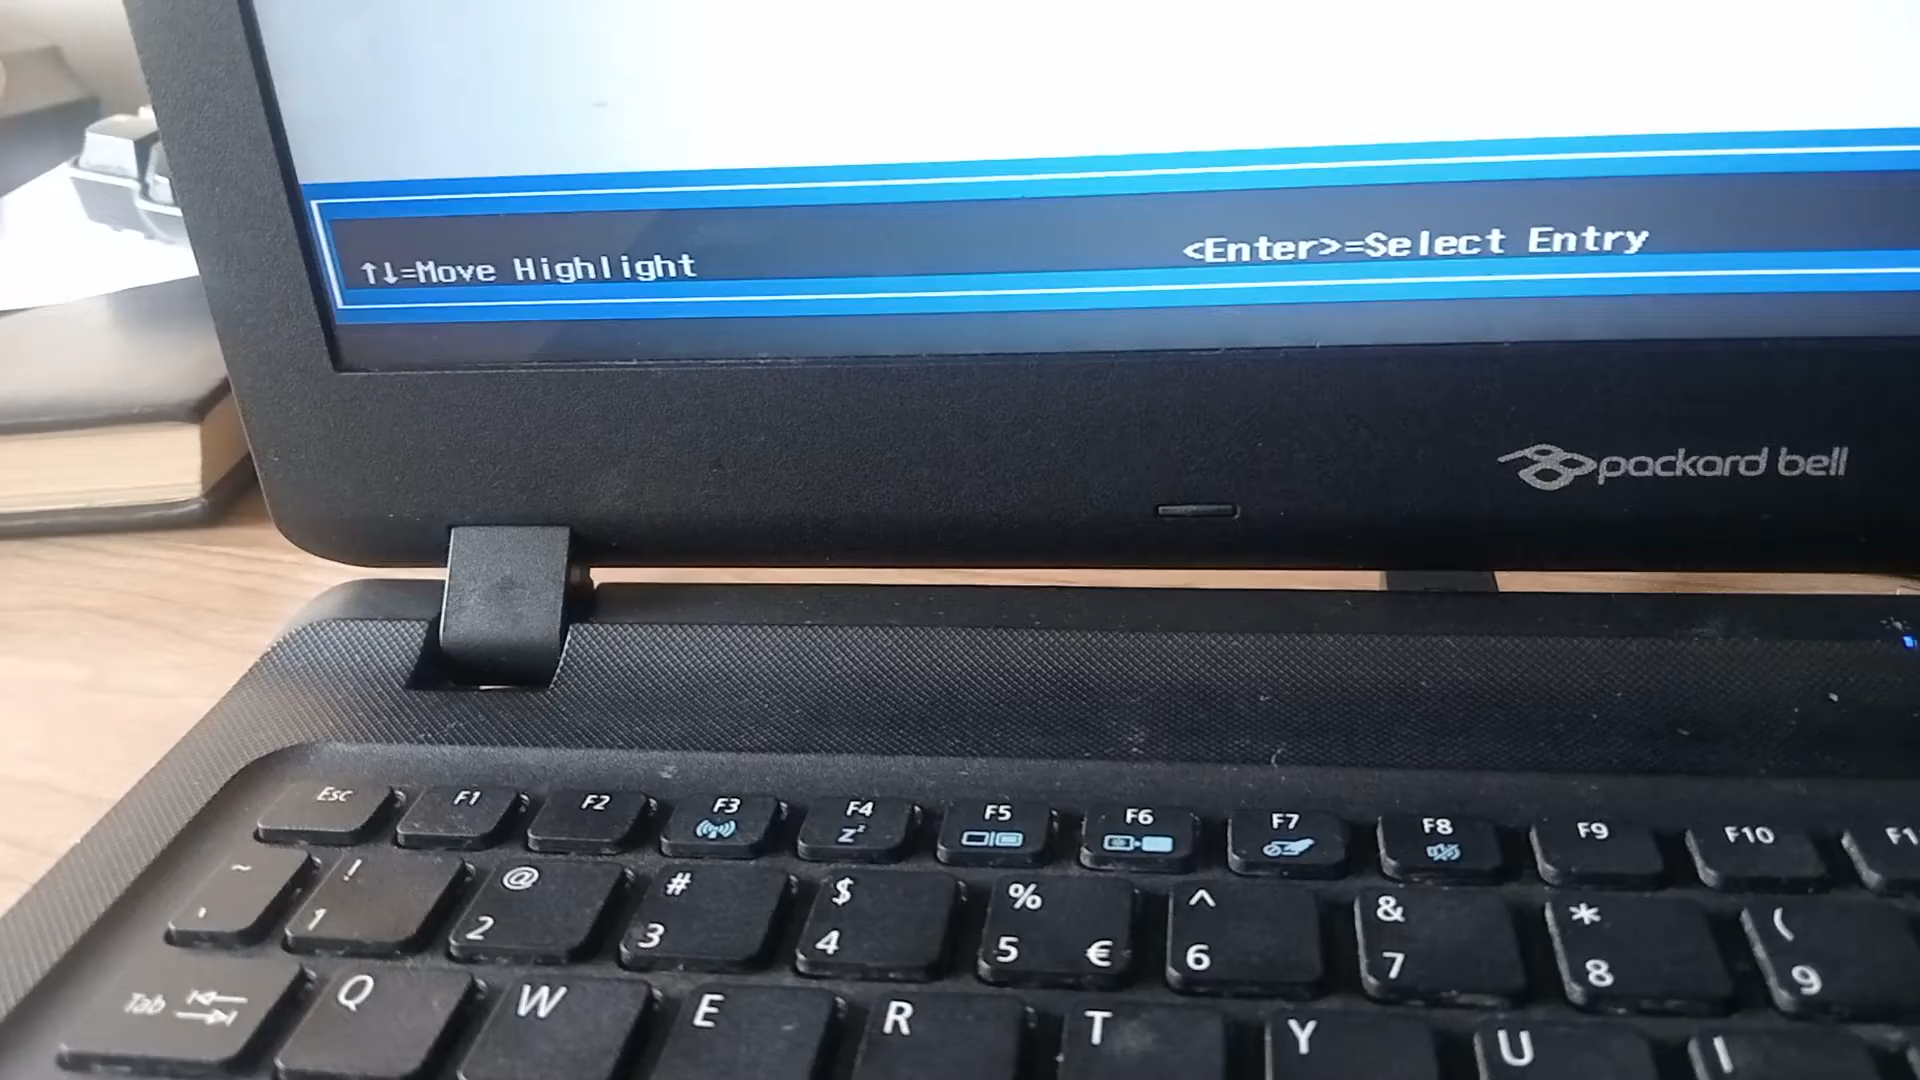 ↑↓=Move Highlight <Enter>=Select Entry
packard bell
Esc F1 F2 F3 F4 F5 F6 F7 F8 F9 F10
~ ! @ # $ % ^ & * (
1 2 3 4 5 € 6 7 8 9
Tab Q W E R T Y U I